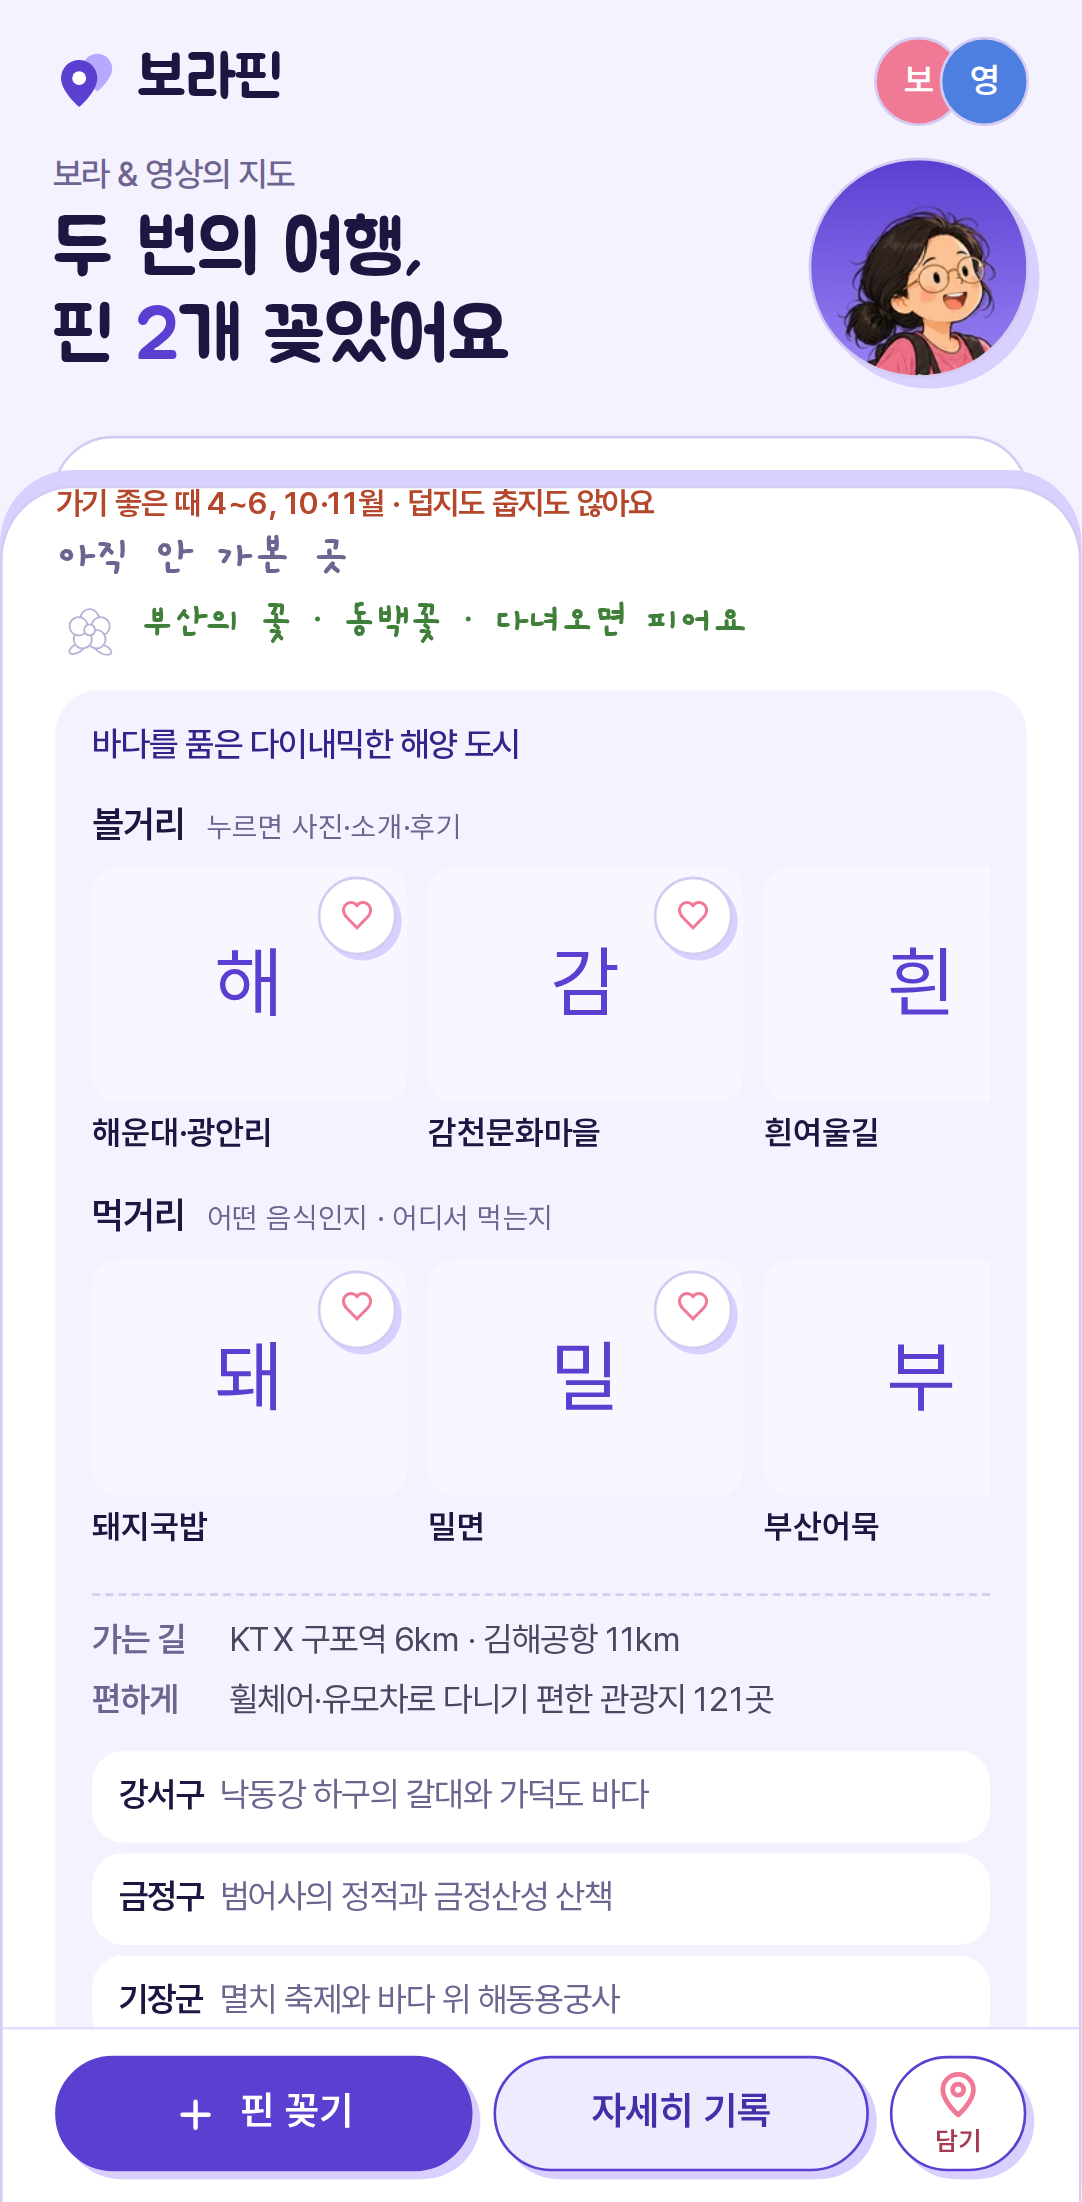 보라핀
보 영
보라 & 영상의 지도
두 번의 여행,
핀 2개 꽂았어요
가기 좋은 때 4~6, 10·11월 · 덥지도 춥지도 않아요
아직 안 가본 곳
부산의 꽃 · 동백꽃 · 다녀오면 피어요
바다를 품은 다이내믹한 해양 도시
볼거리 누르면 사진·소개·후기
해 감 흰
해운대·광안리 감천문화마을 흰여울길
먹거리 어떤 음식인지 · 어디서 먹는지
돼 밀 부
돼지국밥 밀면 부산어묵
가는 길 KTX 구포역 6km · 김해공항 11km
편하게 휠체어·유모차로 다니기 편한 관광지 121곳
강서구 낙동강 하구의 갈대와 가덕도 바다
금정구 범어사의 정적과 금정산성 산책
기장군 멸치 축제와 바다 위 해동용궁사
+ 핀 꽂기 자세히 기록 담기